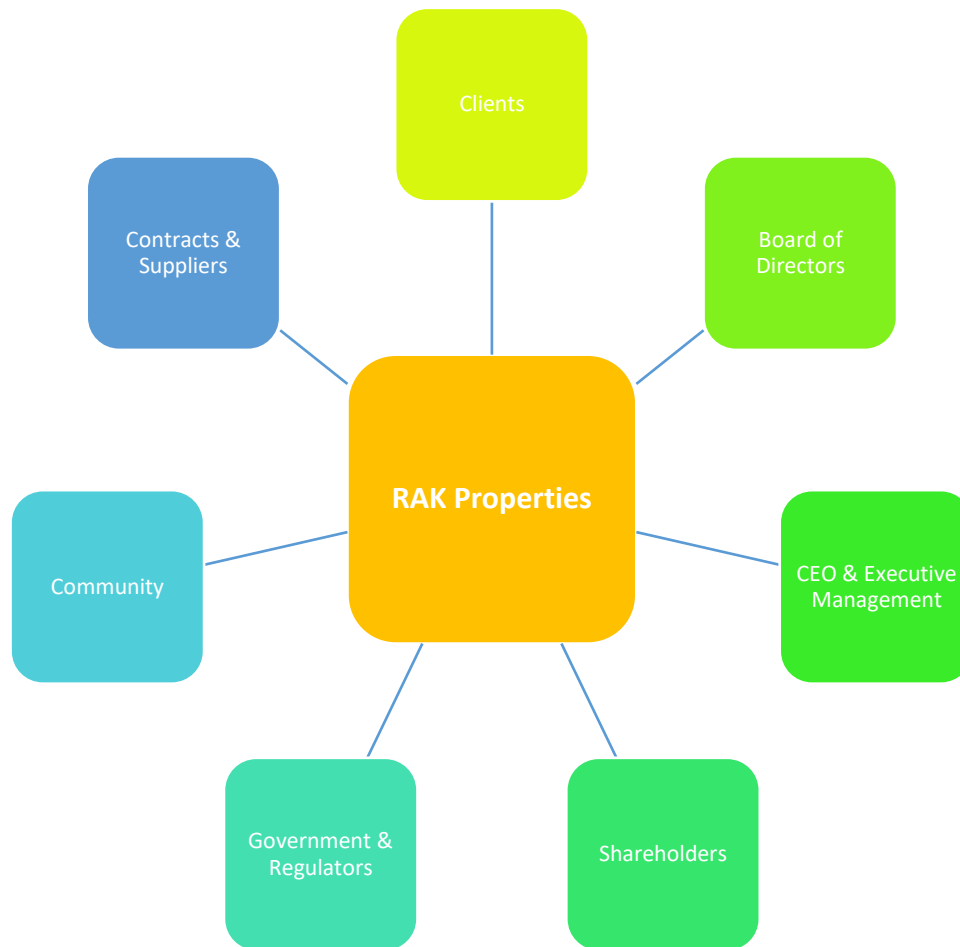 Clients
Contracts &
Suppliers
Board of
Directors
RAK Properties
Community
CEO & Executive
Management
Government &
Regulators
Shareholders